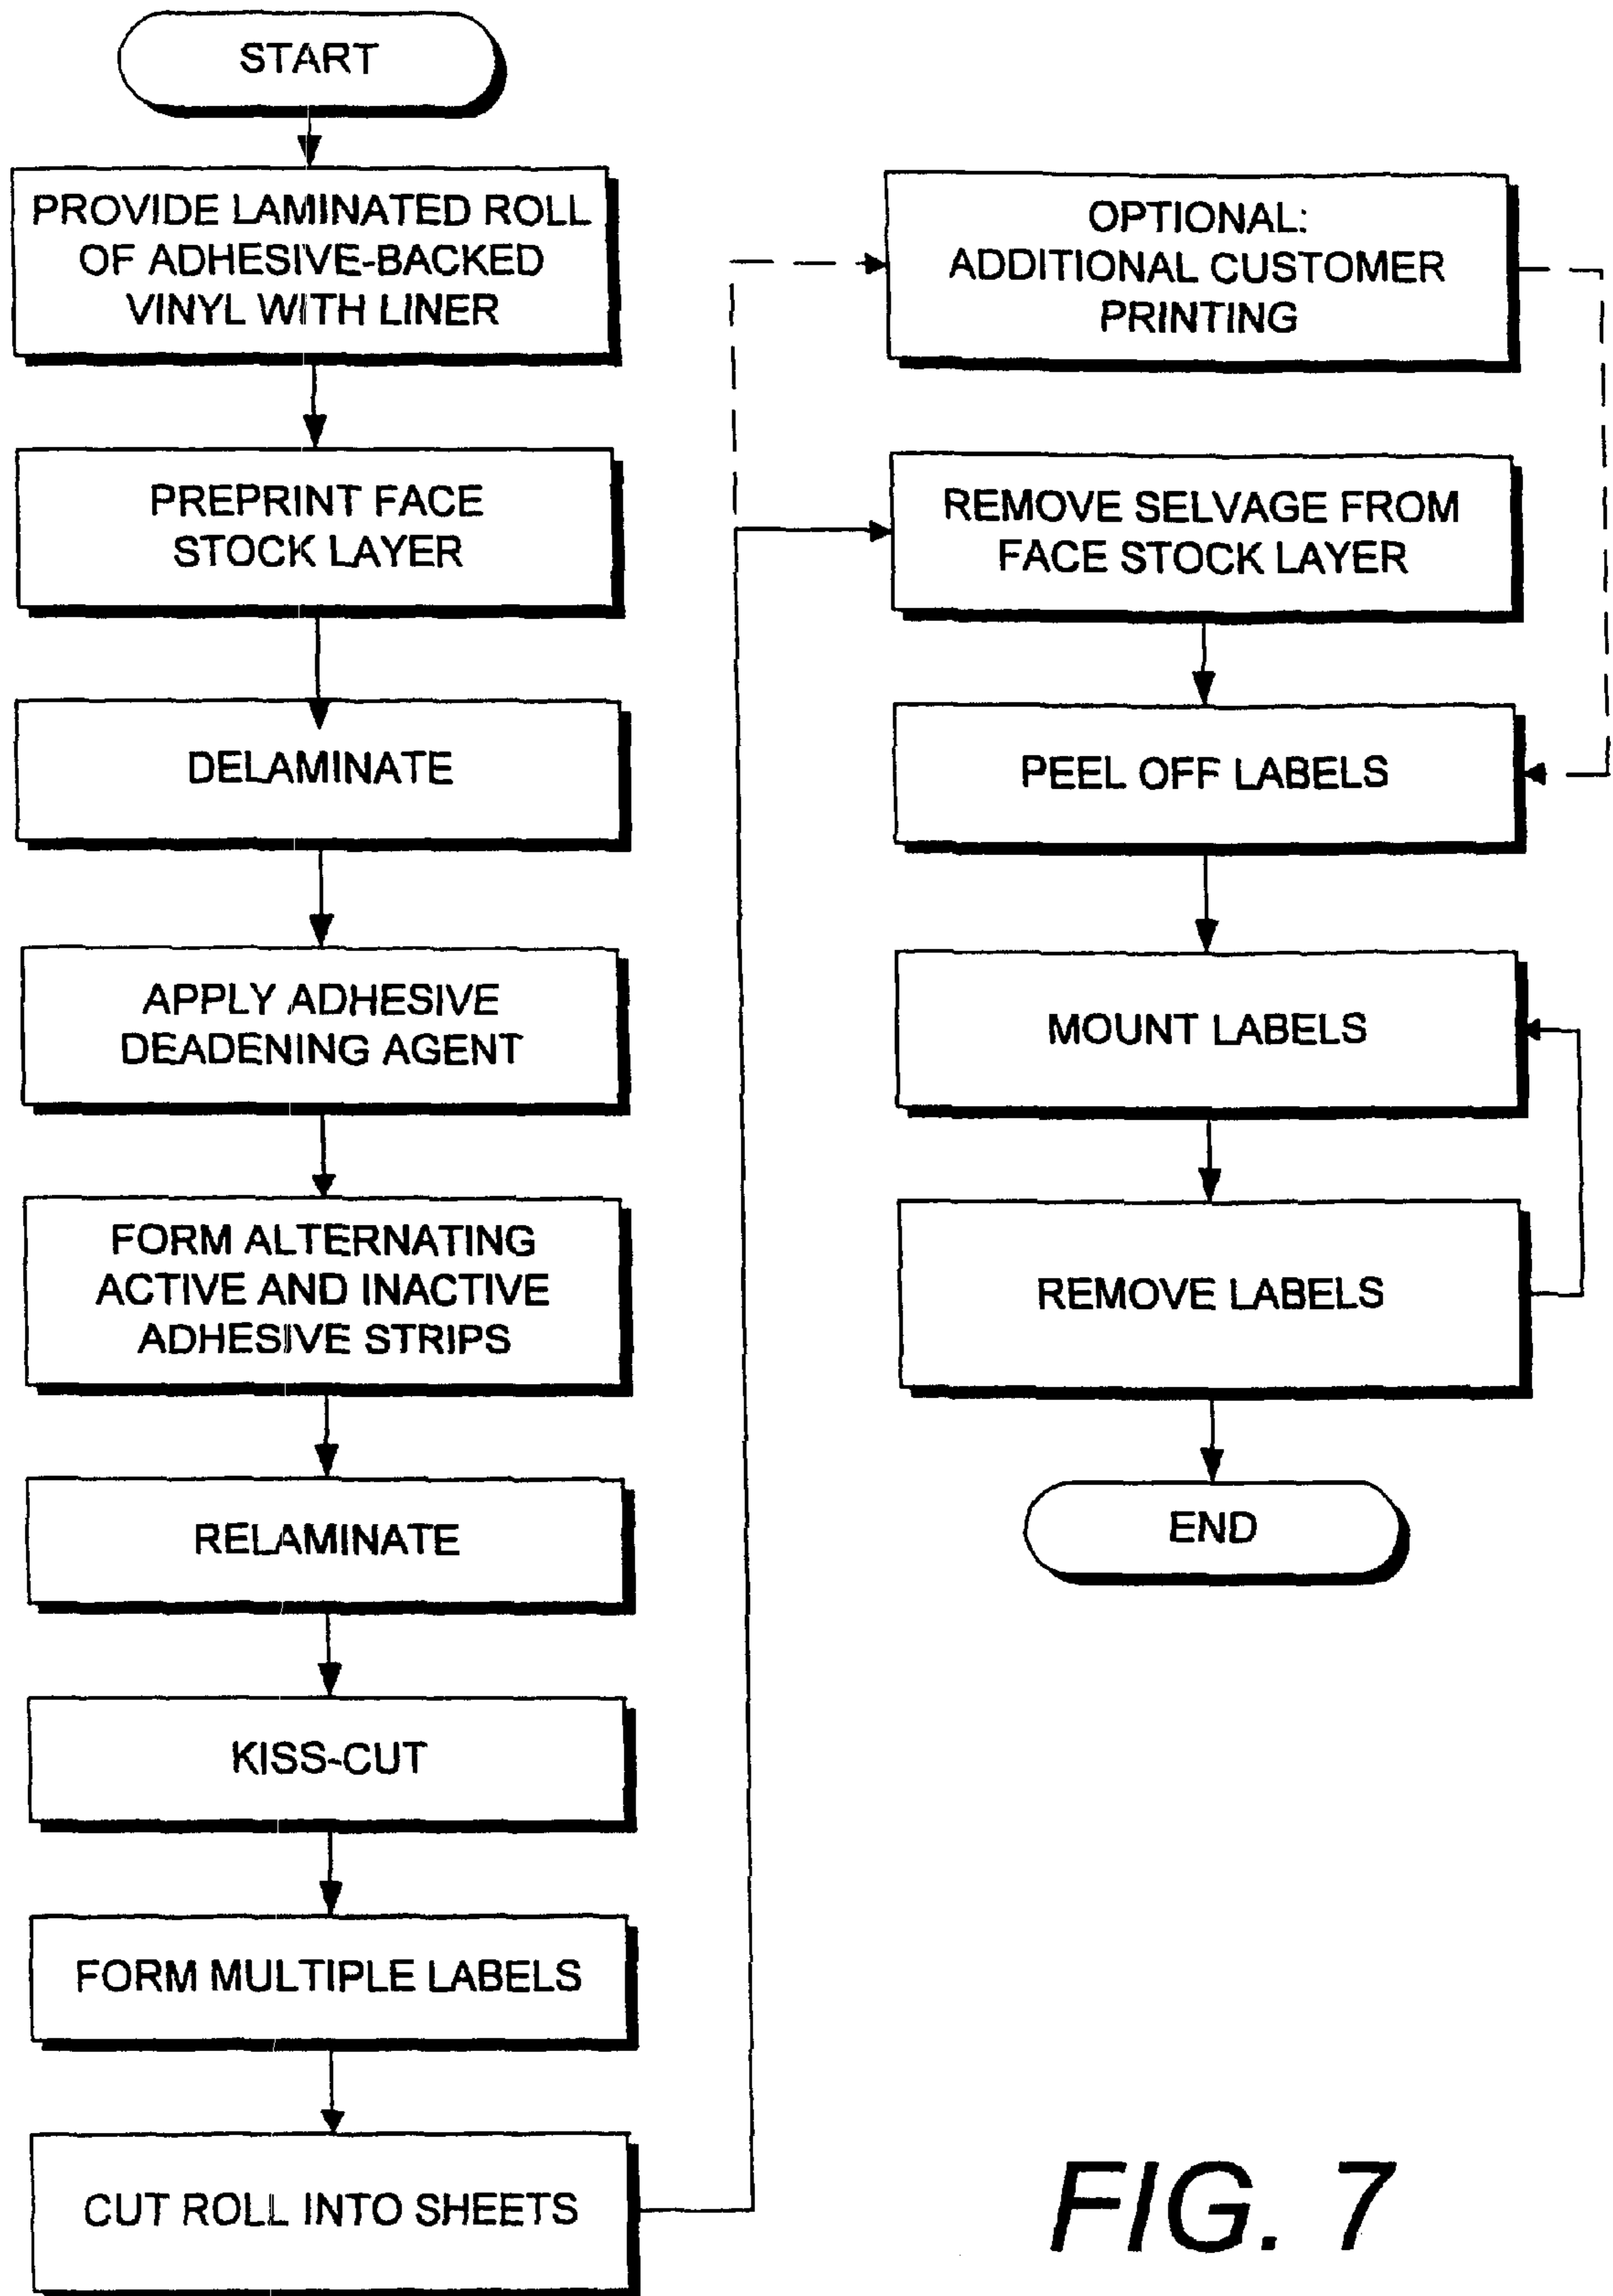 START
PROVIDE LAMINATED ROLL
OF ADHESIVE-BACKED
VINYL WITH LINER
PREPRINT FACE
STOCK LAYER
DELAMINATE
APPLY ADHESIVE
DEADENING AGENT
FORM ALTERNATING
ACTIVE AND INACTIVE
ADHESIVE STRIPS
RELAMINATE
KISS-CUT
FORM MULTIPLE LABELS
CUT ROLL INTO SHEETS
OPTIONAL:
ADDITIONAL CUSTOMER
PRINTING
REMOVE SELVAGE FROM
FACE STOCK LAYER
PEEL OFF LABELS
MOUNT LABELS
REMOVE LABELS
END
FIG. 7